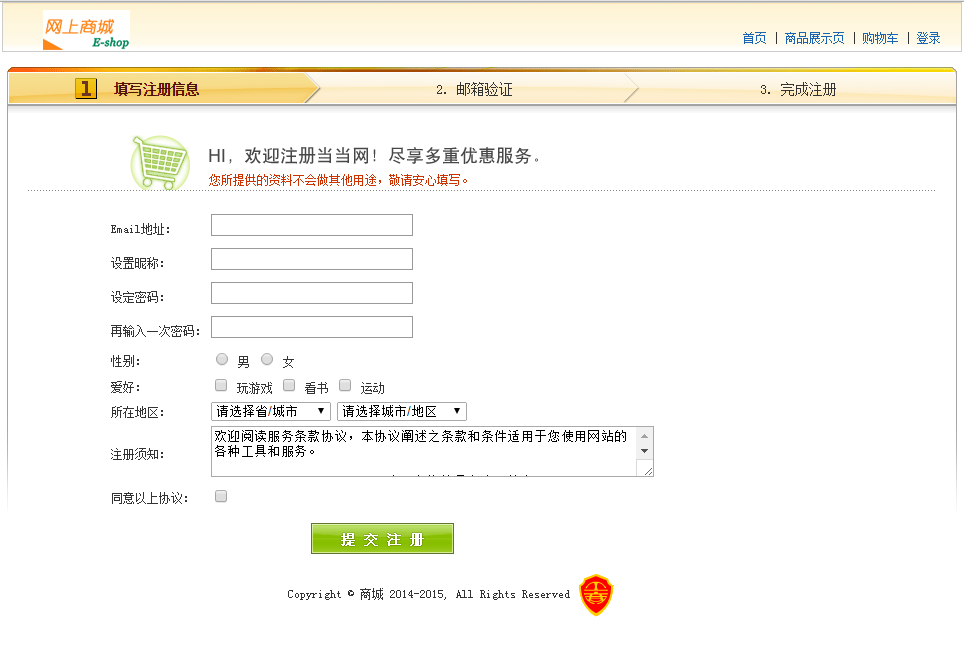 网上商城
E-shop
首页 | 商品展示页 | 购物车 | 登录
1 填写注册信息 2. 邮箱验证 3. 完成注册
HI，欢迎注册当当网！尽享多重优惠服务。
您所提供的资料不会做其他用途，敬请安心填写。
Email地址：
设置昵称：
设定密码：
再输入一次密码：
性别： 男 女
爱好： 玩游戏 看书 运动
所在地区： 请选择省/城市 请选择城市/地区
注册须知： 欢迎阅读服务条款协议，本协议阐述之条款和条件适用于您使用网站的
各种工具和服务。
同意以上协议：
提交注册
Copyright © 商城 2014-2015, All Rights Reserved